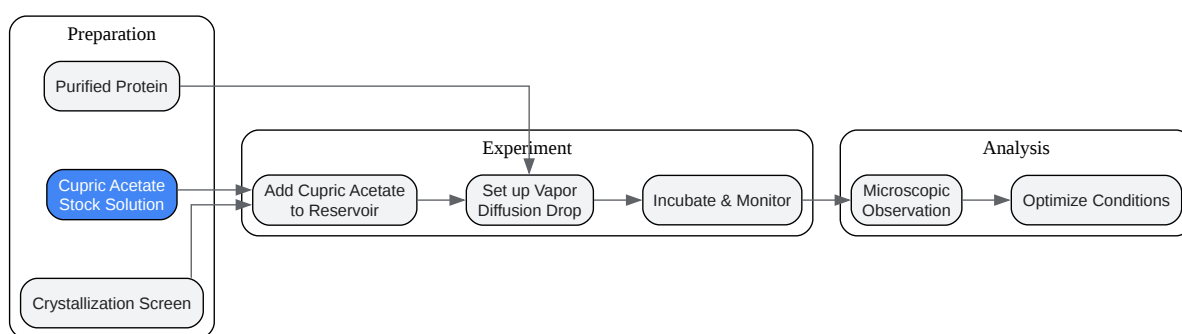 Preparation
Purified Protein
Cupric Acetate
Stock Solution
Crystallization Screen
Experiment
Add Cupric Acetate
to Reservoir
Set up Vapor
Diffusion Drop
Incubate & Monitor
Analysis
Microscopic
Observation
Optimize Conditions